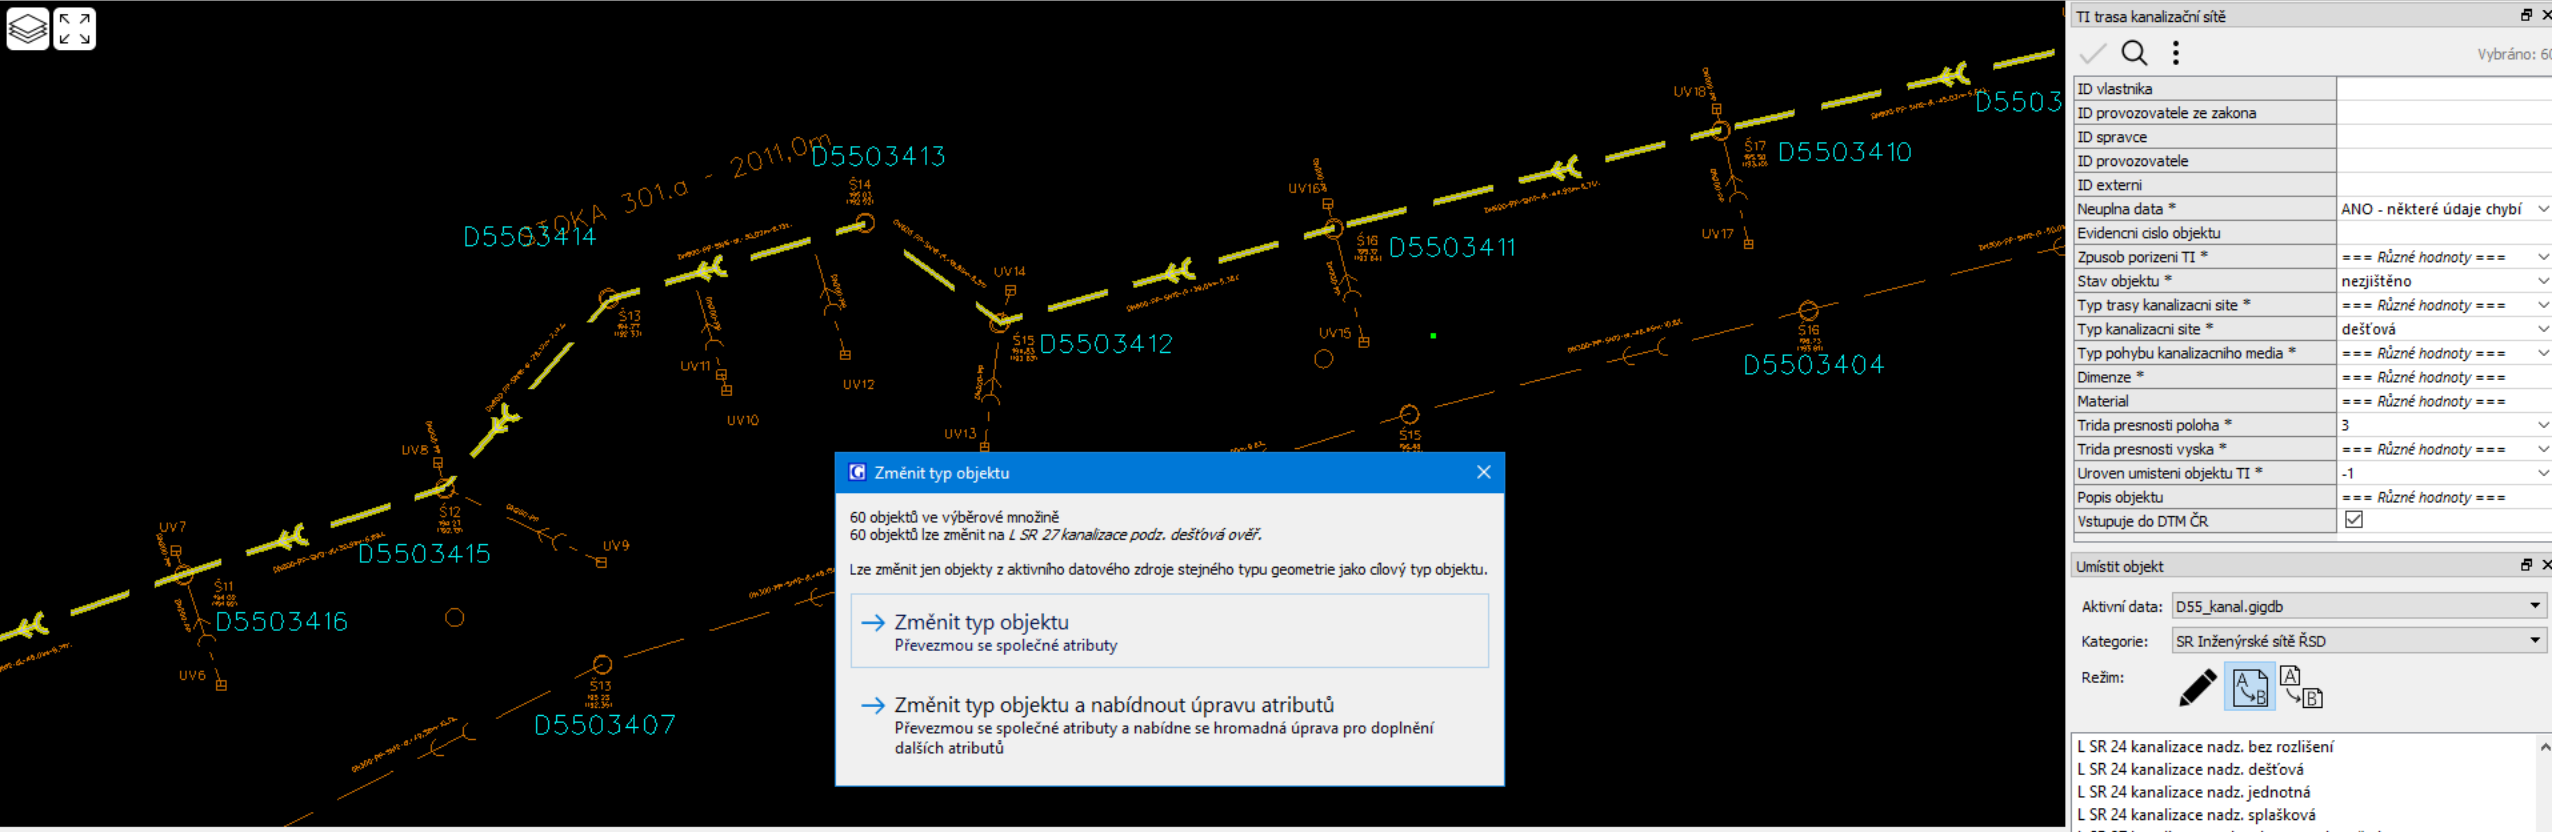 TI trasa kanalizační sítě
Vybráno: 60
ID vlastnika
ID provozovatele ze zakona
ID spravce
ID provozovatele
ID externi
Neuplna data * ANO - některé údaje chybí
Evidencni cislo objektu
Zpusob porizeni TI * === Různé hodnoty ===
Stav objektu * nezjištěno
Typ trasy kanalizacni site * === Různé hodnoty ===
Typ kanalizacni site * dešťová
Typ pohybu kanalizacniho media * === Různé hodnoty ===
Dimenze * === Různé hodnoty ===
Material === Různé hodnoty ===
Trida presnosti poloha * 3
Trida presnosti vyska * === Různé hodnoty ===
Uroven umisteni objektu TI * -1
Popis objektu === Různé hodnoty ===
Vstupuje do DTM ČR
Umístit objekt
Aktivní data: D55_kanal.gigdb
Kategorie: SR Inženýrské sítě ŘSD
Režim:
L SR 24 kanalizace nadz. bez rozlišení
L SR 24 kanalizace nadz. dešťová
L SR 24 kanalizace nadz. jednotná
L SR 24 kanalizace nadz. splašková
Změnit typ objektu
60 objektů ve výběrové množině
60 objektů lze změnit na L SR 27 kanalizace podz. dešťová ověř.
Lze změnit jen objekty z aktivního datového zdroje stejného typu geometrie jako cílový typ objektu.
Změnit typ objektu
Převezmou se společné atributy
Změnit typ objektu a nabídnout úpravu atributů
Převezmou se společné atributy a nabídne se hromadná úprava pro doplnění
dalších atributů
301.a - 2011,0m
D5503413
D5503414
Š14
Š13
UV14
UV11
UV10
UV12
UV13
Š15
D5503412
UV16
Š16
D5503411
UV15
UV18
Š17
D5503410
UV17
D5503
Š16
D5503404
Š15
UV8
Š12
D5503415
UV9
UV7
Š11
D5503416
UV6
Š13
D5503407